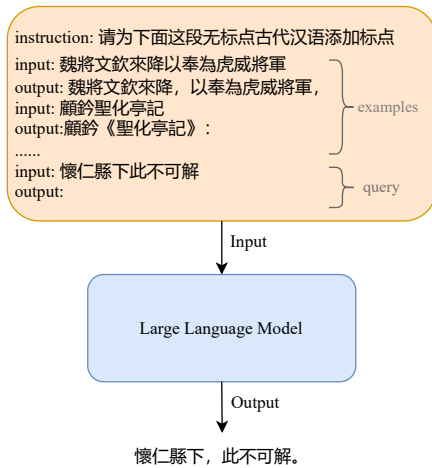 instruction: 请为下面这段无标点古代汉语添加标点
input: 魏將文欽來降以奉為虎威將軍
output: 魏將文欽來降，以奉為虎威將軍，
input: 顧釿聖化亭記
output:顧釿《聖化亭記》：
......
examples
input: 懷仁縣下此不可解
output:
query
Input
Large Language Model
Output
懷仁縣下，此不可解。